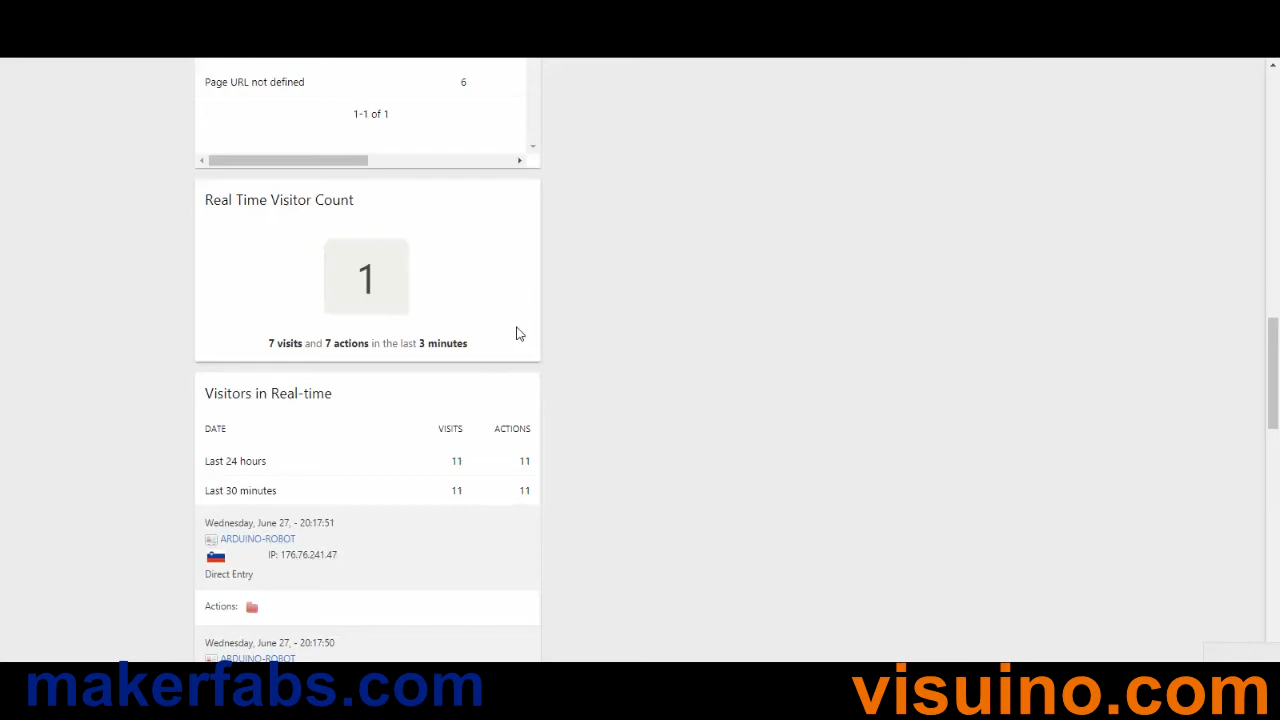 Page URL not defined 6
1-1 of 1
Real Time Visitor Count
1
7 visits and 7 actions in the last 3 minutes
Visitors in Real-time
DATE VISITS ACTIONS
Last 24 hours 11 11
Last 30 minutes 11 11
Wednesday, June 27, - 20:17:51
ARDUINO-ROBOT
IP: 176.76.241.47
Direct Entry
Actions:
Wednesday, June 27, - 20:17:50
ARDUINO-ROBOT
makerfabs.com
visuino.com